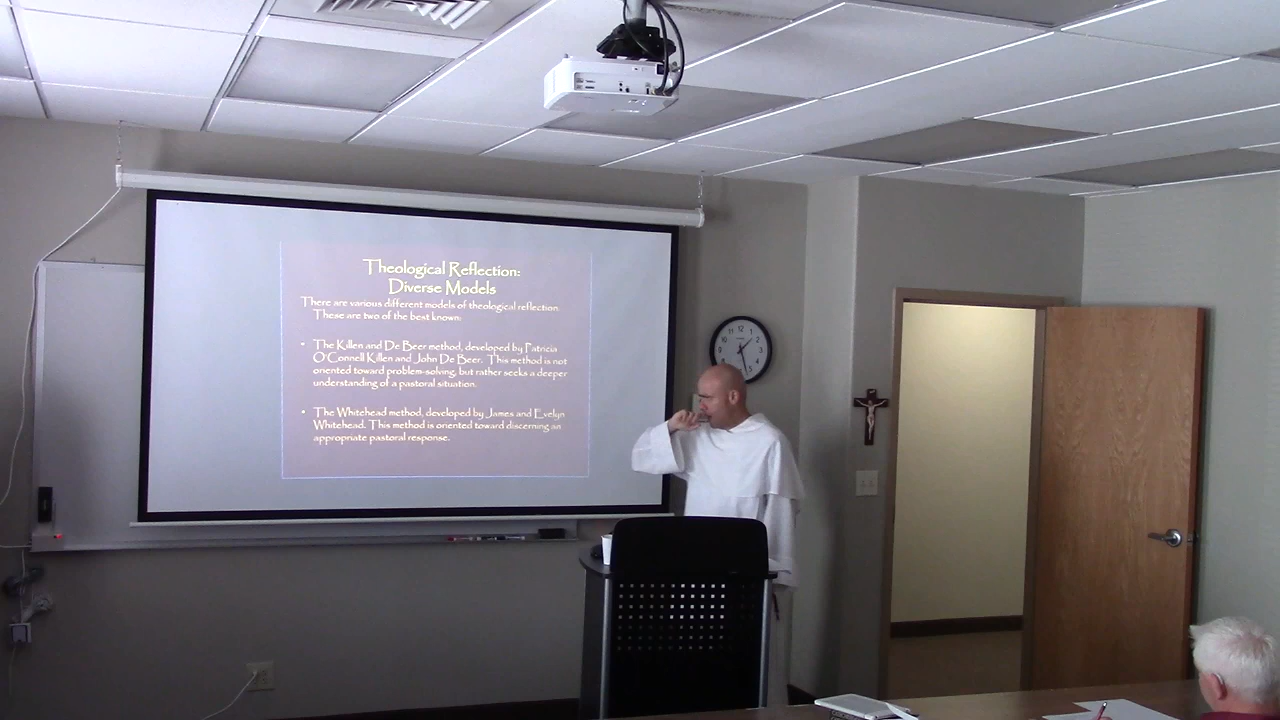 Theological Reflection:
Diverse Models
There are various different models of theological reflection.
These are two of the best known:
• The Killen and De Beer method, developed by Patricia
O'Connell Killen and John De Beer. This method is not
oriented toward problem-solving, but rather seeks a deeper
understanding of a pastoral situation.
• The Whitehead method, developed by James and Evelyn
Whitehead. This method is oriented toward discerning an
appropriate pastoral response.